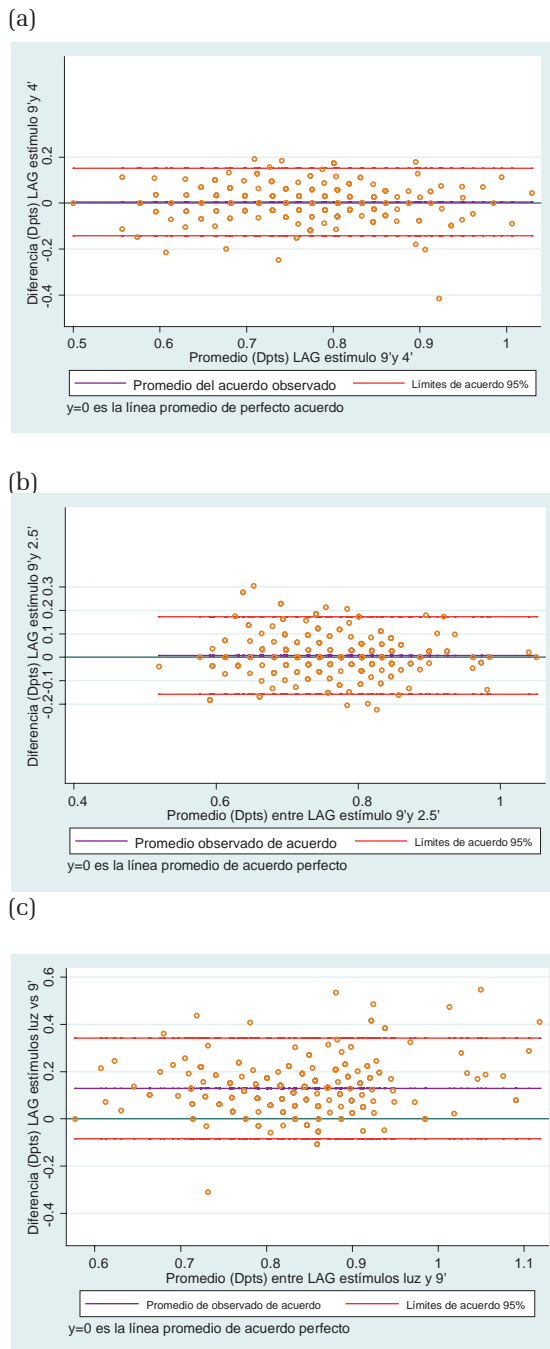 (a)
Diferencia (Dpts) LAG estímulo 9'y 4'
0.2
0
-0.2
-0.4
0.5 0.6 0.7 0.8 0.9 1
Promedio (Dpts) LAG estímulo 9'y 4'
Promedio del acuerdo observado Límites de acuerdo 95%
y=0 es la línea promedio de perfecto acuerdo
(b)
Diferencia (Dpts) LAG estímulo 9'y 2.5'
-0.2 -0.1 0 0.1 0.2 0.3
0.4 0.6 0.8 1
Promedio (Dpts) entre LAG estímulo 9'y 2.5'
Promedio observado de acuerdo Límites de acuerdo 95%
y=0 es la línea promedio de acuerdo perfecto
(c)
Diferencia (Dpts) LAG estímulos luz vs 9'
0.6
0.4
0.2
0
0.2
-0.4
0.6 0.7 0.8 0.9 1 1.1
Promedio (Dpts) entre LAG estímulos luz y 9'
Promedio de observado de acuerdo Límites de acuerdo 95%
y=0 es la línea promedio de acuerdo perfecto